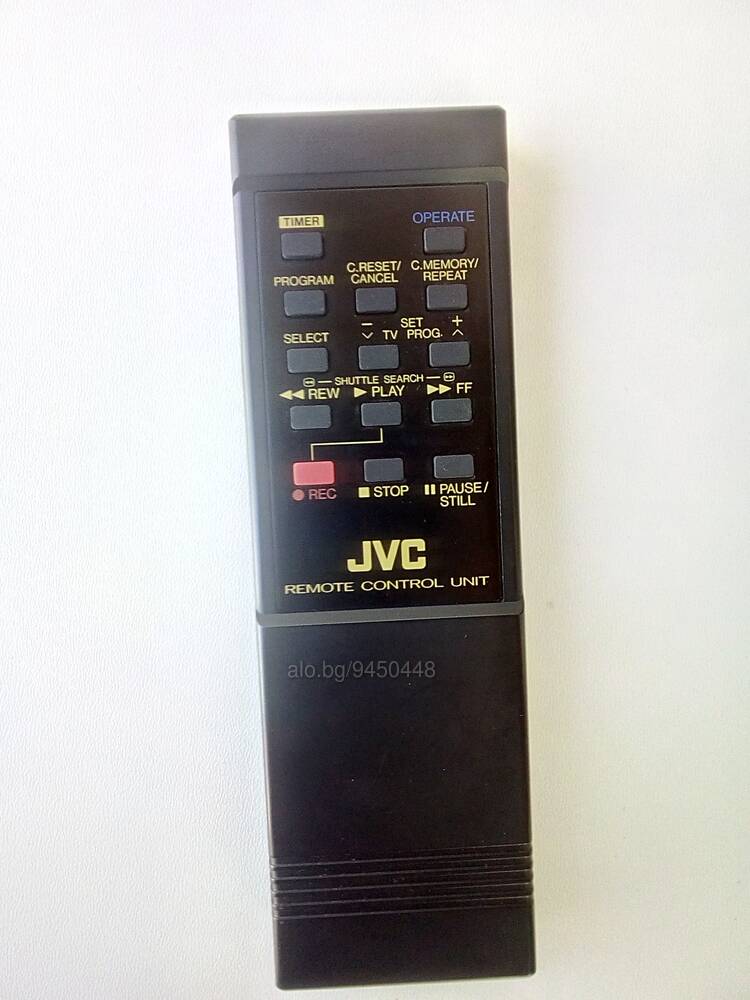 TIMER
OPERATE
PROGRAM
C.RESET/
CANCEL
C.MEMORY/
REPEAT
SELECT
− SET +
TV PROG.
SHUTTLE SEARCH
◀◀ REW ▶ PLAY ▶▶ FF
● REC ■ STOP ▮▮ PAUSE/
STILL
JVC
REMOTE CONTROL UNIT
alo.bg/9450448